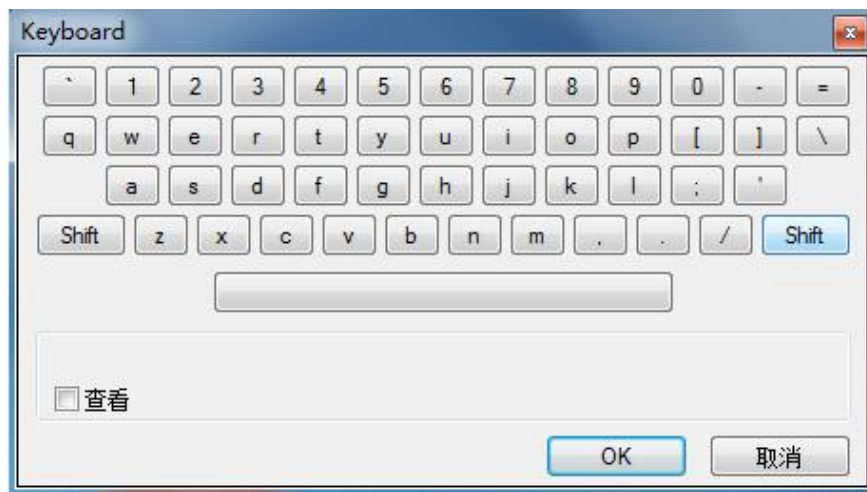 Keyboard
` 1 2 3 4 5 6 7 8 9 0 - =
q w e r t y u i o p [ ] \
a s d f g h j k l ; '
Shift z x c v b n m , . / Shift
查看
OK 取消